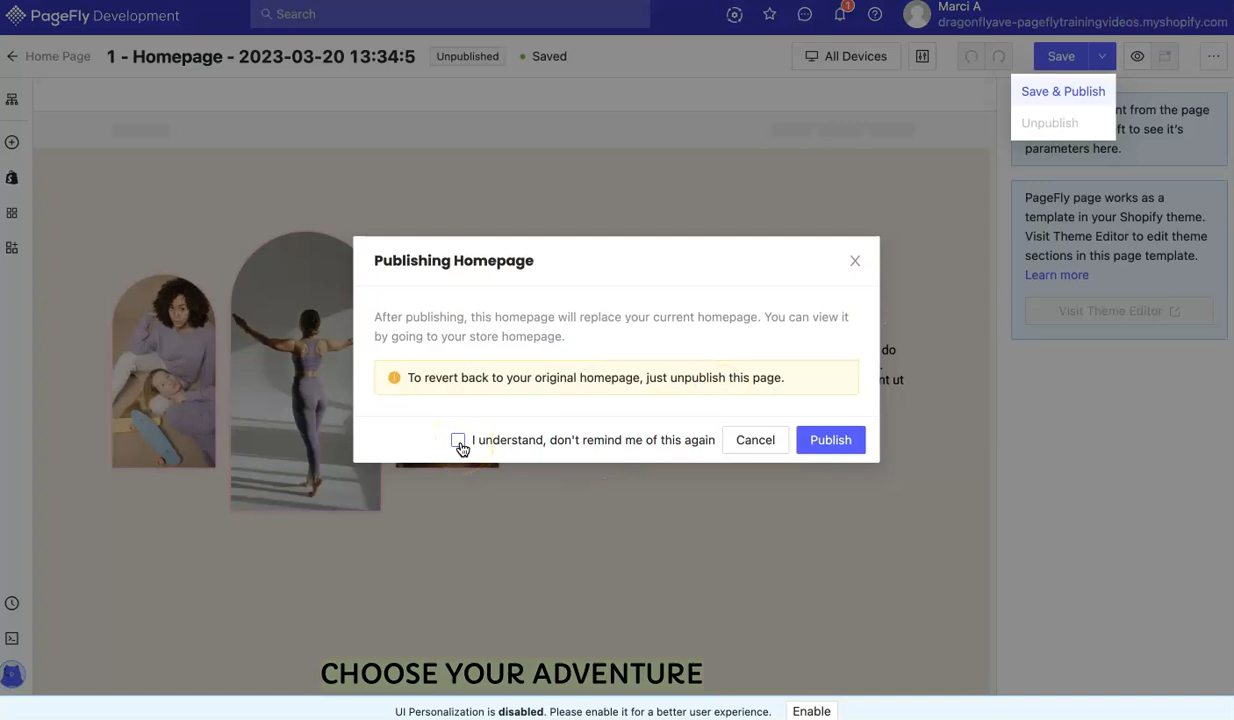 PageFly Development
Search
1
Marci A
dragonflyave-pageflytrainingvideos.myshopify.com
Home Page
1 - Homepage - 2023-03-20 13:34:5
Unpublished
Saved
All Devices
Save
Save & Publish
Unpublish
nt from the page
ft to see it's
parameters here.
PageFly page works as a
template in your Shopify theme.
Visit Theme Editor to edit theme
sections in this page template.
Learn more
Visit Theme Editor
Publishing Homepage
After publishing, this homepage will replace your current homepage. You can view it
by going to your store homepage.
To revert back to your original homepage, just unpublish this page.
I understand, don't remind me of this again
Cancel
Publish
do
nt ut
CHOOSE YOUR ADVENTURE
UI Personalization is disabled. Please enable it for a better user experience.
Enable